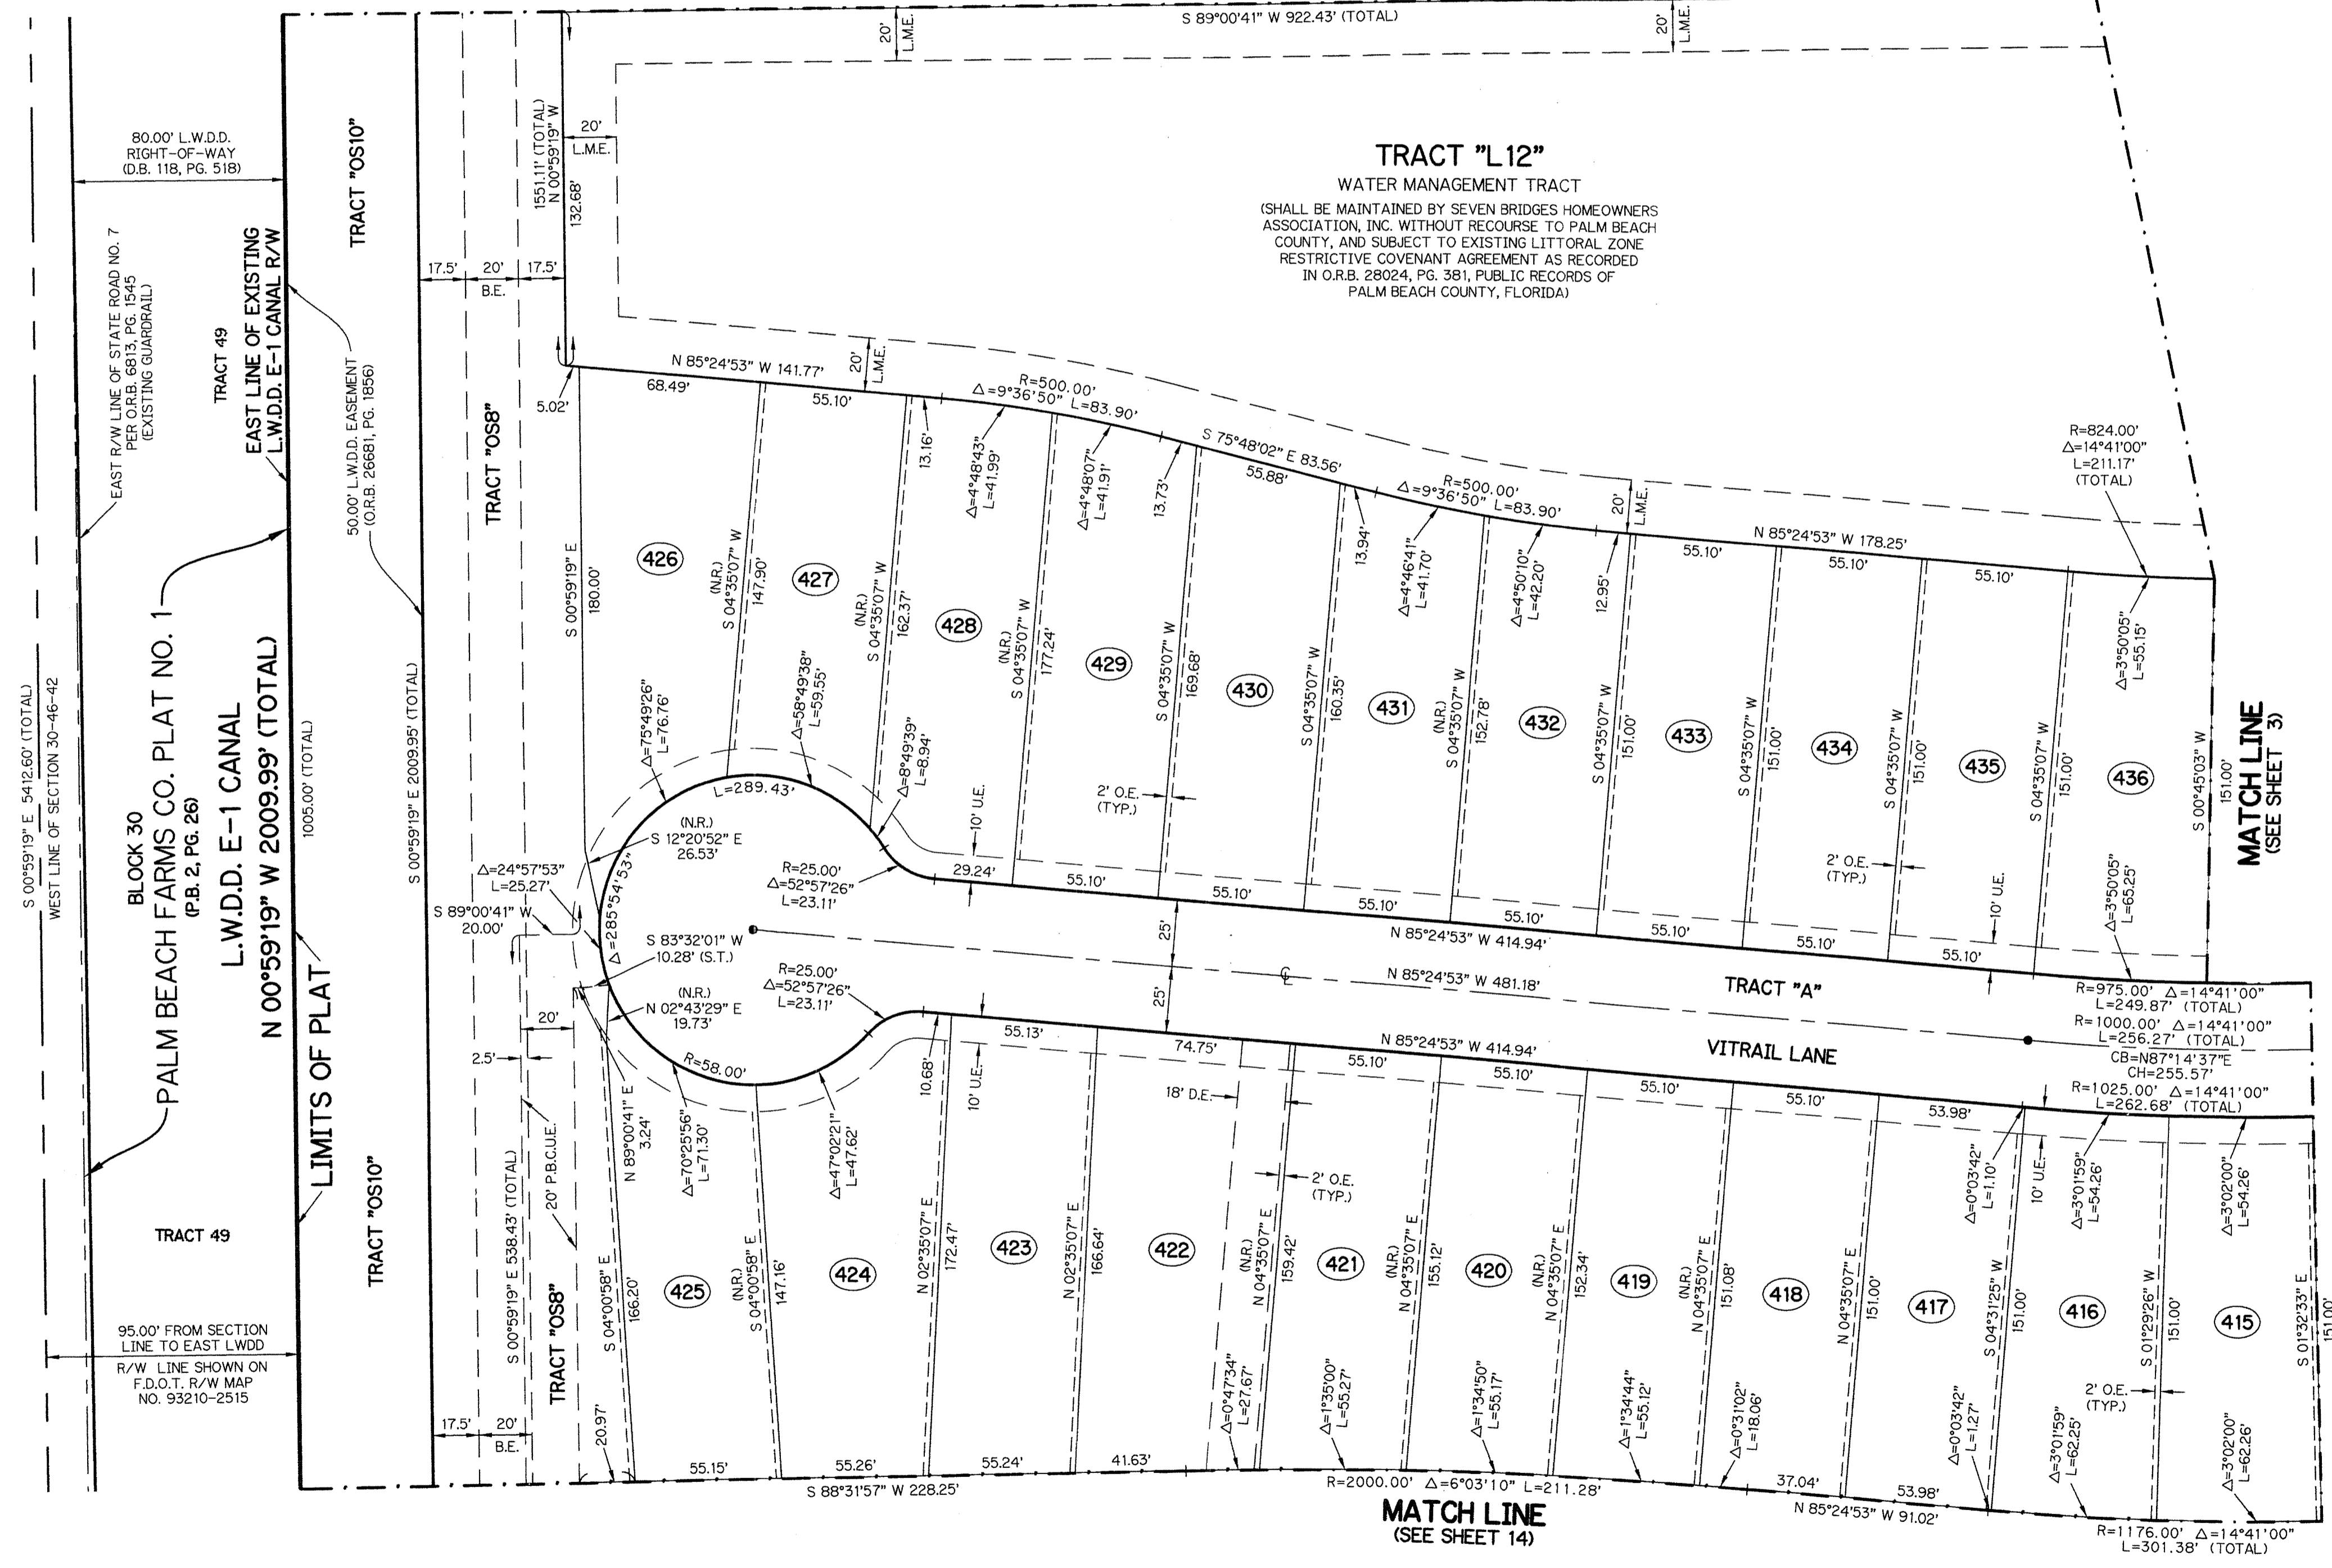 S 89°00'41" W 922.43' (TOTAL)
20'
L.M.E.
20'
L.M.E.
80.00' L.W.D.D.
RIGHT-OF-WAY
(D.B. 118, PG. 518)
TRACT "OS10"
1551.11' (TOTAL)
N 00°59'19" W
132.68'
20'
L.M.E.
TRACT "L12"
WATER MANAGEMENT TRACT
(SHALL BE MAINTAINED BY SEVEN BRIDGES HOMEOWNERS
ASSOCIATION, INC. WITHOUT RECOURSE TO PALM BEACH
COUNTY, AND SUBJECT TO EXISTING LITTORAL ZONE
RESTRICTIVE COVENANT AGREEMENT AS RECORDED
IN O.R.B. 28024, PG. 381, PUBLIC RECORDS OF
PALM BEACH COUNTY, FLORIDA)
EAST R/W LINE OF STATE ROAD NO. 7
PER O.R.B. 6813, PG. 1545
(EXISTING GUARDRAIL)
TRACT 49
EAST LINE OF EXISTING
L.W.D.D. E-1 CANAL R/W
50.00' L.W.D.D. EASEMENT
(O.R.B. 26681, PG. 1856)
17.5'
20'
B.E.
17.5'
TRACT "OS8"
5.02'
N 85°24'53" W 141.77'
68.49'
55.10'
20'
L.M.E.
13.16'
R=500.00'
Δ=9°36'50" L=83.90'
Δ=4°48'43"
L=41.99'
Δ=4°48'07"
L=41.91'
13.73'
S 75°48'02" E 83.56'
55.88'
R=500.00'
Δ=9°36'50" L=83.90'
13.94'
Δ=4°46'41"
L=41.70'
Δ=4°50'10"
L=42.20'
12.95'
20'
L.M.E.
N 85°24'53" W 178.25'
55.10'
55.10'
55.10'
R=824.00'
Δ=14°41'00"
L=211.17'
(TOTAL)
Δ=3°50'05"
L=55.15'
S 00°59'19" E
180.00'
426
(N.R.)
S 04°35'07" W
147.90'
427
(N.R.)
S 04°35'07" W
162.37'
428
(N.R.)
S 04°35'07" W
177.24'
429
S 04°35'07" W
169.68'
430
S 04°35'07" W
160.35'
431
(N.R.)
S 04°35'07" W
152.78'
432
S 04°35'07" W
151.00'
433
S 04°35'07" W
151.00'
434
S 04°35'07" W
151.00'
435
S 04°35'07" W
151.00'
436
S 00°45'03" W
151.00'
MATCH LINE
(SEE SHEET 3)
S 00°59'19" E 5412.60' (TOTAL)
WEST LINE OF SECTION 30-46-42
BLOCK 30
PALM BEACH FARMS CO. PLAT NO. 1
(P.B. 2, PG. 26)
L.W.D.D. E-1 CANAL
N 00°59'19" W 2009.99' (TOTAL)
1005.00' (TOTAL)
LIMITS OF PLAT
S 00°59'19" E 2009.95' (TOTAL)
Δ=75°49'26"
L=76.76'
Δ=58°49'38"
L=59.55'
Δ=8°49'39"
L=8.94'
L=289.43'
(N.R.)
S 12°20'52" E
26.53'
Δ=24°57'53"
L=25.27'
S 89°00'41" W
20.00'
Δ=285°54'53"
R=25.00'
Δ=52°57'26"
L=23.11'
10' U.E.
2' O.E.
(TYP.)
2' O.E.
(TYP.)
10' U.E.
Δ=3°50'05"
L=65.25'
29.24'
55.10'
55.10'
55.10'
55.10'
55.10'
55.10'
55.10'
N 85°24'53" W 414.94'
S 83°32'01" W
10.28' (S.T.)
R=25.00'
Δ=52°57'26"
L=23.11'
(N.R.)
N 02°43'29" E
19.73'
R=58.00'
25'
25'
℄
N 85°24'53" W 481.18'
TRACT "A"
VITRAIL LANE
R=975.00' Δ=14°41'00"
L=249.87' (TOTAL)
R=1000.00' Δ=14°41'00"
L=256.27' (TOTAL)
CB=N87°14'37"E
CH=255.57'
R=1025.00' Δ=14°41'00"
L=262.68' (TOTAL)
20'
2.5'
N 89°00'41" E
3.24'
Δ=70°25'56"
L=71.30'
Δ=47°02'21"
L=47.62'
10.68'
10' U.E.
55.13'
74.75'
18' D.E.
N 85°24'53" W 414.94'
55.10'
55.10'
55.10'
55.10'
53.98'
2' O.E.
(TYP.)
Δ=0°03'42"
L=1.10'
10' U.E.
Δ=3°01'59"
L=54.26'
Δ=3°02'00"
L=54.26'
TRACT 49
TRACT "OS10"
S 00°59'19" E 538.43' (TOTAL)
20' P.B.C.U.E.
TRACT "OS8"
S 04°00'58" E
166.20'
425
(N.R.)
S 04°00'58" E
147.16'
424
N 02°35'07" E
172.47'
423
N 02°35'07" E
166.64'
422
(N.R.)
N 04°35'07" E
159.42'
421
(N.R.)
N 04°35'07" E
155.12'
420
(N.R.)
N 04°35'07" E
152.34'
419
(N.R.)
N 04°35'07" E
151.08'
418
N 04°35'07" E
151.00'
417
S 04°31'25" W
151.00'
416
S 01°29'26" W
151.00'
415
S 01°32'33" E
151.00'
95.00' FROM SECTION
LINE TO EAST LWDD
R/W LINE SHOWN ON
F.D.O.T. R/W MAP
NO. 93210-2515
17.5'
20'
B.E.
20.97'
55.15'
55.26'
55.24'
41.63'
S 88°31'57" W 228.25'
Δ=0°47'34"
L=27.67'
Δ=1°35'00"
L=55.27'
Δ=1°34'50"
L=55.17'
Δ=1°34'44"
L=55.12'
Δ=0°31'02"
L=18.06'
37.04'
53.98'
Δ=0°03'42"
L=1.27'
Δ=3°01'59"
L=62.25'
2' O.E.
(TYP.)
Δ=3°02'00"
L=62.26'
R=2000.00' Δ=6°03'10" L=211.28'
MATCH LINE
(SEE SHEET 14)
N 85°24'53" W 91.02'
R=1176.00' Δ=14°41'00"
L=301.38' (TOTAL)